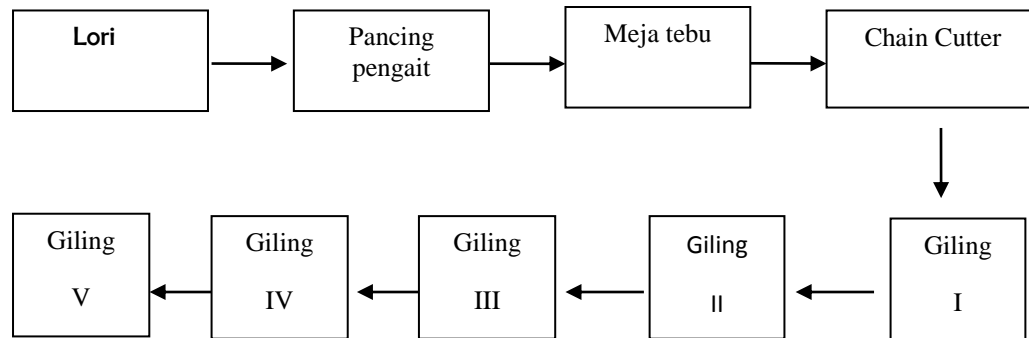 Lori
Pancing
pengait
Meja tebu
Chain Cutter
Giling
I
Giling
II
Giling
III
Giling
IV
Giling
V